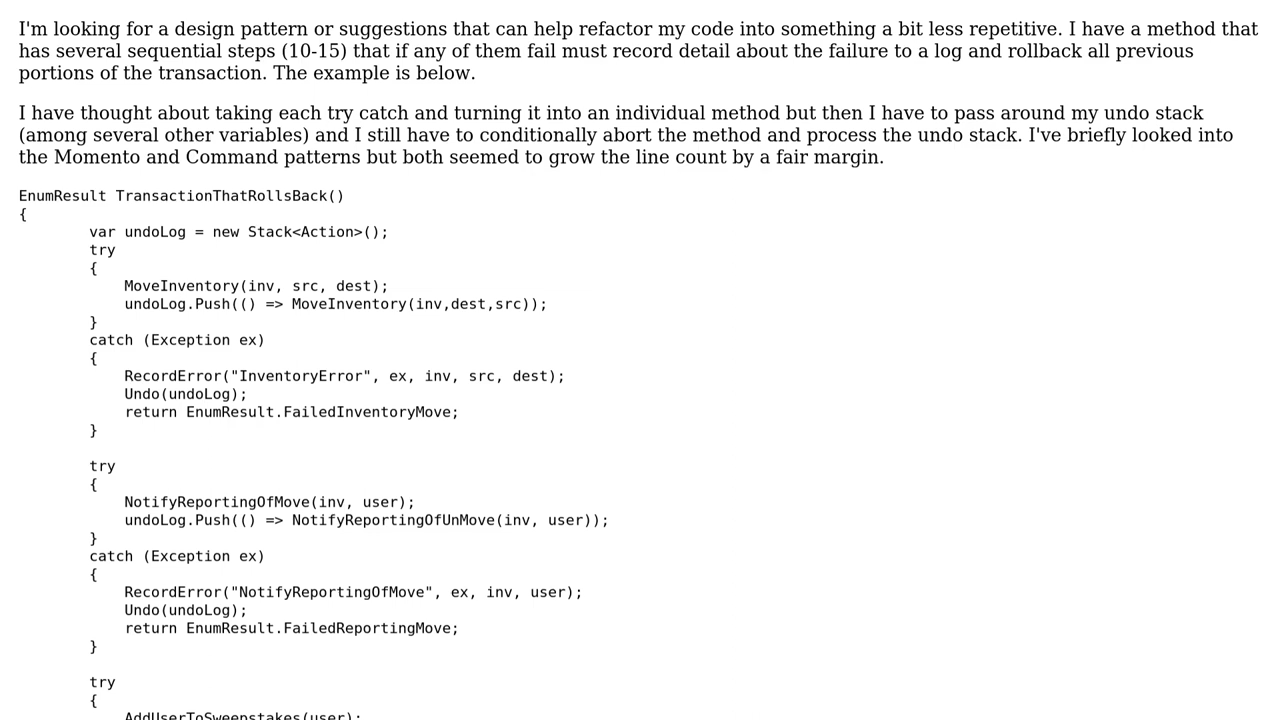 I'm looking for a design pattern or suggestions that can help refactor my code into something a bit less repetitive. I have a method that
has several sequential steps (10-15) that if any of them fail must record detail about the failure to a log and rollback all previous
portions of the transaction. The example is below.
I have thought about taking each try catch and turning it into an individual method but then I have to pass around my undo stack
(among several other variables) and I still have to conditionally abort the method and process the undo stack. I've briefly looked into
the Momento and Command patterns but both seemed to grow the line count by a fair margin.
EnumResult TransactionThatRollsBack()
{
        var undoLog = new Stack<Action>();
        try
        {
            MoveInventory(inv, src, dest);
            undoLog.Push(() => MoveInventory(inv,dest,src));
        }
        catch (Exception ex)
        {
            RecordError("InventoryError", ex, inv, src, dest);
            Undo(undoLog);
            return EnumResult.FailedInventoryMove;
        }
        try
        {
            NotifyReportingOfMove(inv, user);
            undoLog.Push(() => NotifyReportingOfUnMove(inv, user));
        }
        catch (Exception ex)
        {
            RecordError("NotifyReportingOfMove", ex, inv, user);
            Undo(undoLog);
            return EnumResult.FailedReportingMove;
        }
        try
        {
            AddUserToSweepstakes(user);